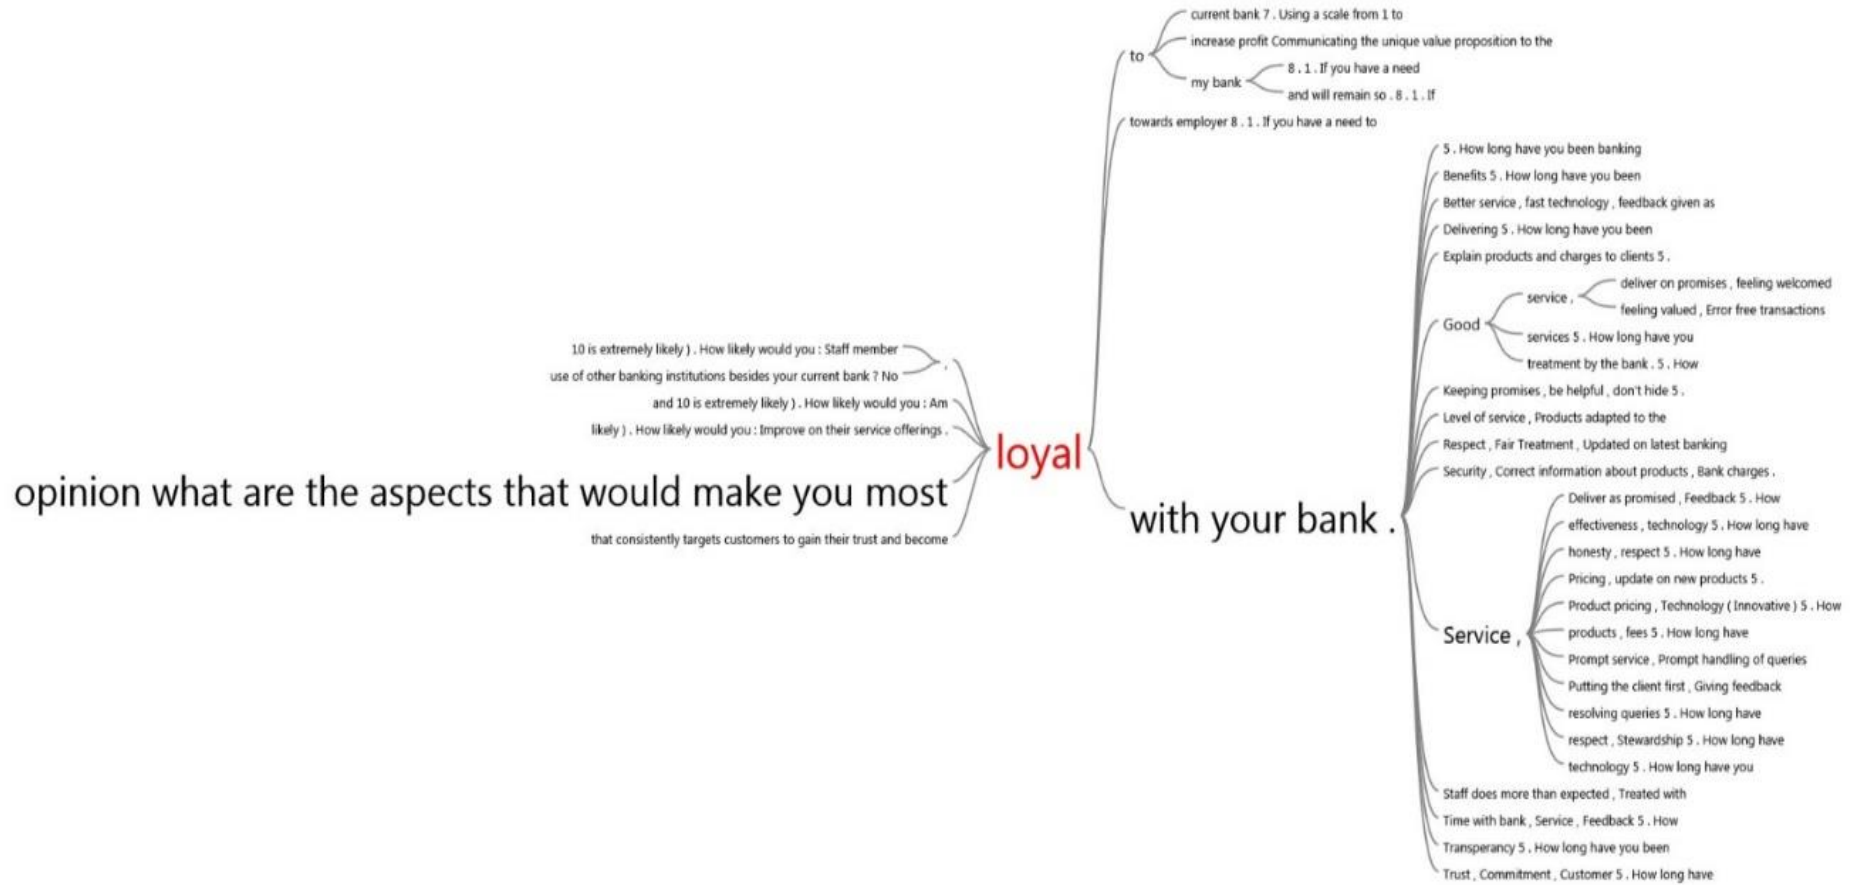 current bank 7 . Using a scale from 1 to
increase profit Communicating the unique value proposition to the
to
8 . 1 . If you have a need
my bank
and will remain so . 8 . 1 . If
towards employer 8 . 1 . If you have a need to
5 . How long have you been banking
Benefits 5 . How long have you been
Better service , fast technology , feedback given as
Delivering 5 . How long have you been
Explain products and charges to clients 5 .
deliver on promises , feeling welcomed
service ,
feeling valued , Error free transactions
Good
services 5 . How long have you
treatment by the bank . 5 . How
10 is extremely likely ) . How likely would you : Staff member
,
use of other banking institutions besides your current bank ? No
and 10 is extremely likely ) . How likely would you : Am
likely ) . How likely would you : Improve on their service offerings .
opinion what are the aspects that would make you most
that consistently targets customers to gain their trust and become
loyal
with your bank .
Keeping promises , be helpful , don't hide 5 .
Level of service , Products adapted to the
Respect , Fair Treatment , Updated on latest banking
Security , Correct information about products , Bank charges .
Deliver as promised , Feedback 5 . How
effectiveness , technology 5 . How long have
honesty , respect 5 . How long have
Pricing , update on new products 5 .
Product pricing , Technology ( Innovative ) 5 . How
Service ,
products , fees 5 . How long have
Prompt service , Prompt handling of queries
Putting the client first , Giving feedback
resolving queries 5 . How long have
respect , Stewardship 5 . How long have
technology 5 . How long have you
Staff does more than expected , Treated with
Time with bank , Service , Feedback 5 . How
Transperancy 5 . How long have you been
Trust , Commitment , Customer 5 . How long have